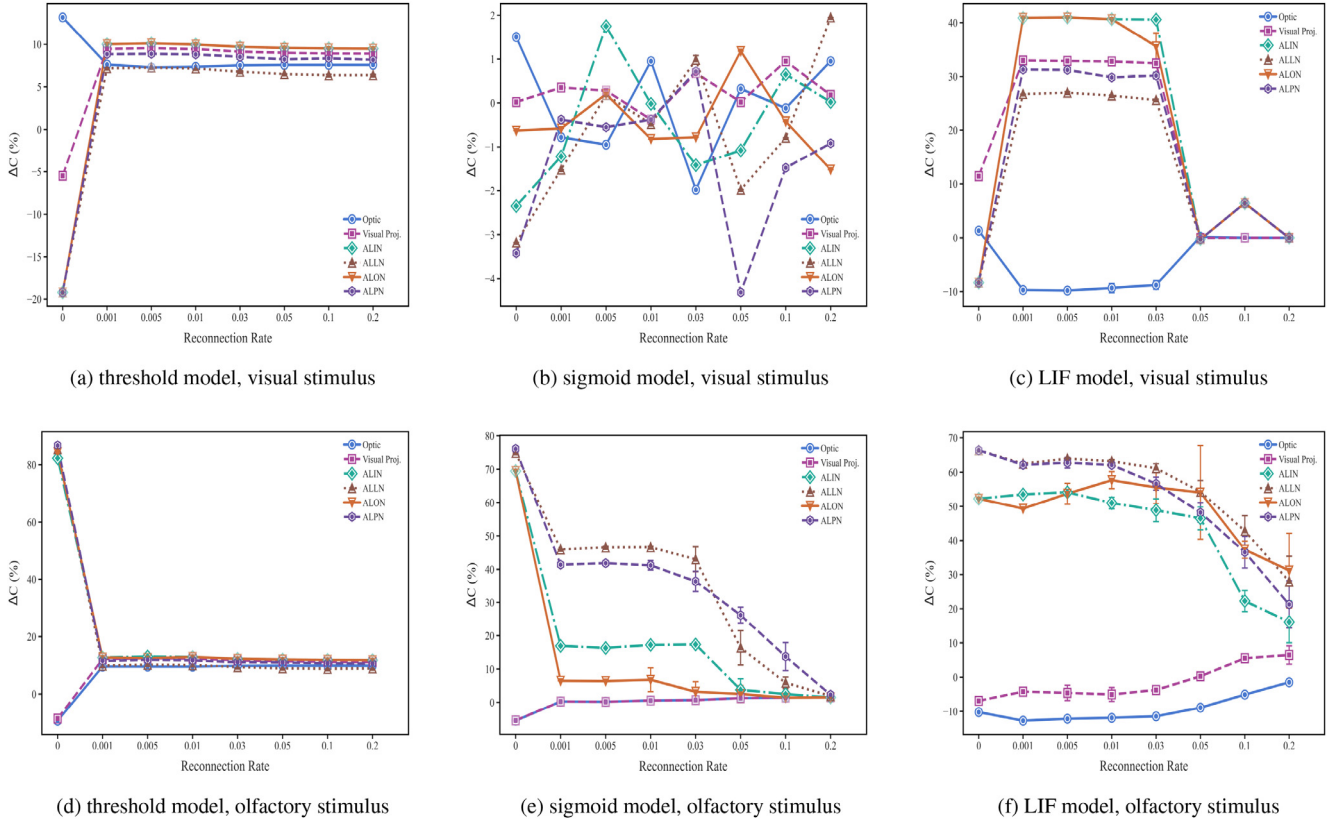 ΔC (%)
10
5
0
−5
−10
−15
−20
Optic
Visual Proj.
ALIN
ALLN
ALON
ALPN
0 0.001 0.005 0.01 0.03 0.05 0.1 0.2
Reconnection Rate
(a) threshold model, visual stimulus
ΔC (%)
2
1
0
−1
−2
−3
−4
Optic
Visual Proj.
ALIN
ALLN
ALON
ALPN
0 0.001 0.005 0.01 0.03 0.05 0.1 0.2
Reconnection Rate
(b) sigmoid model, visual stimulus
ΔC (%)
40
30
20
10
0
−10
Optic
Visual Proj.
ALIN
ALLN
ALON
ALPN
0 0.001 0.005 0.01 0.03 0.05 0.1 0.2
Reconnection Rate
(c) LIF model, visual stimulus
ΔC (%)
80
60
40
20
0
Optic
Visual Proj.
ALIN
ALLN
ALON
ALPN
0 0.001 0.005 0.01 0.03 0.05 0.1 0.2
Reconnection Rate
(d) threshold model, olfactory stimulus
ΔC (%)
80
70
60
50
40
30
20
10
0
Optic
Visual Proj.
ALIN
ALLN
ALON
ALPN
0 0.001 0.005 0.01 0.03 0.05 0.1 0.2
Reconnection Rate
(e) sigmoid model, olfactory stimulus
ΔC (%)
70
60
50
40
30
20
10
0
−10
Optic
Visual Proj.
ALIN
ALLN
ALON
ALPN
0 0.001 0.005 0.01 0.03 0.05 0.1 0.2
Reconnection Rate
(f) LIF model, olfactory stimulus